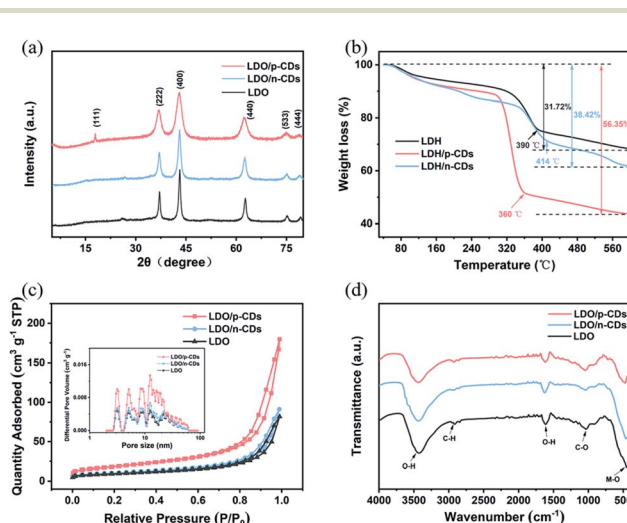 (a)
LDO/p-CDs
LDO/n-CDs
LDO
(111)
(222)
(400)
(440)
(533)
(444)
Intensity (a.u.)
15 30 45 60 75
2θ (degree)
(b)
100
80
60
40
Weight loss (%)
31.72%
38.42%
56.35%
LDH
LDH/p-CDs
LDH/n-CDs
390 ℃
414 ℃
360 ℃
80 160 240 320 400 480 560
Temperature (℃)
(c)
LDO/p-CDs
LDO/n-CDs
LDO
200
175
150
125
100
75
50
25
0
Quantity Adsorbed (cm³ g⁻¹ STP)
LDO/p-CDs
LDO/n-CDs
LDO
0.016
0.008
0.000
Differential Pore Volume (cm³ g⁻¹)
1 10 100
Pore size (nm)
0.0 0.2 0.4 0.6 0.8 1.0
Relative Pressure (P/P₀)
(d)
LDO/p-CDs
LDO/n-CDs
LDO
Transmittance (a.u.)
O-H
C-H
O-H
C-O
M-O
4000 3500 3000 2500 2000 1500 1000 500
Wavenumber (cm⁻¹)